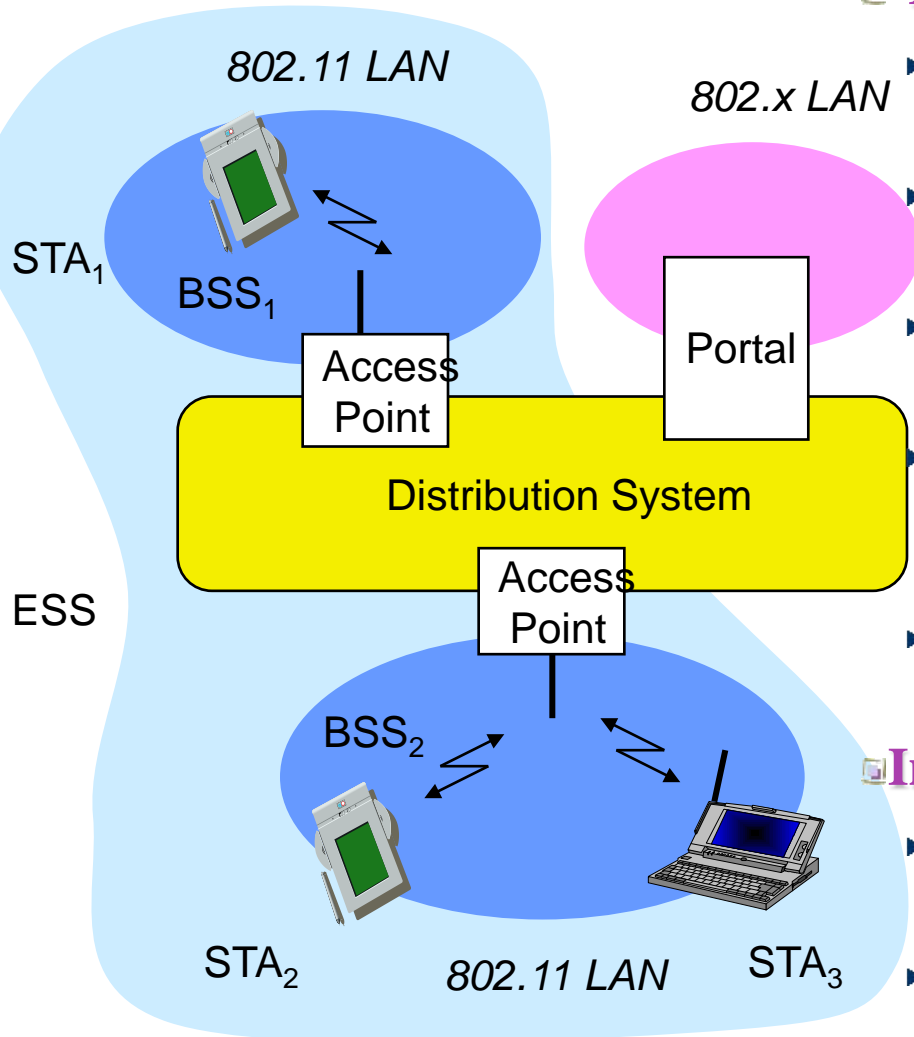 802.11 LAN
802.x LAN
STA₁
BSS₁
Access
Point
Portal
Distribution System
ESS
Access
Point
BSS₂
STA₂
802.11 LAN
STA₃